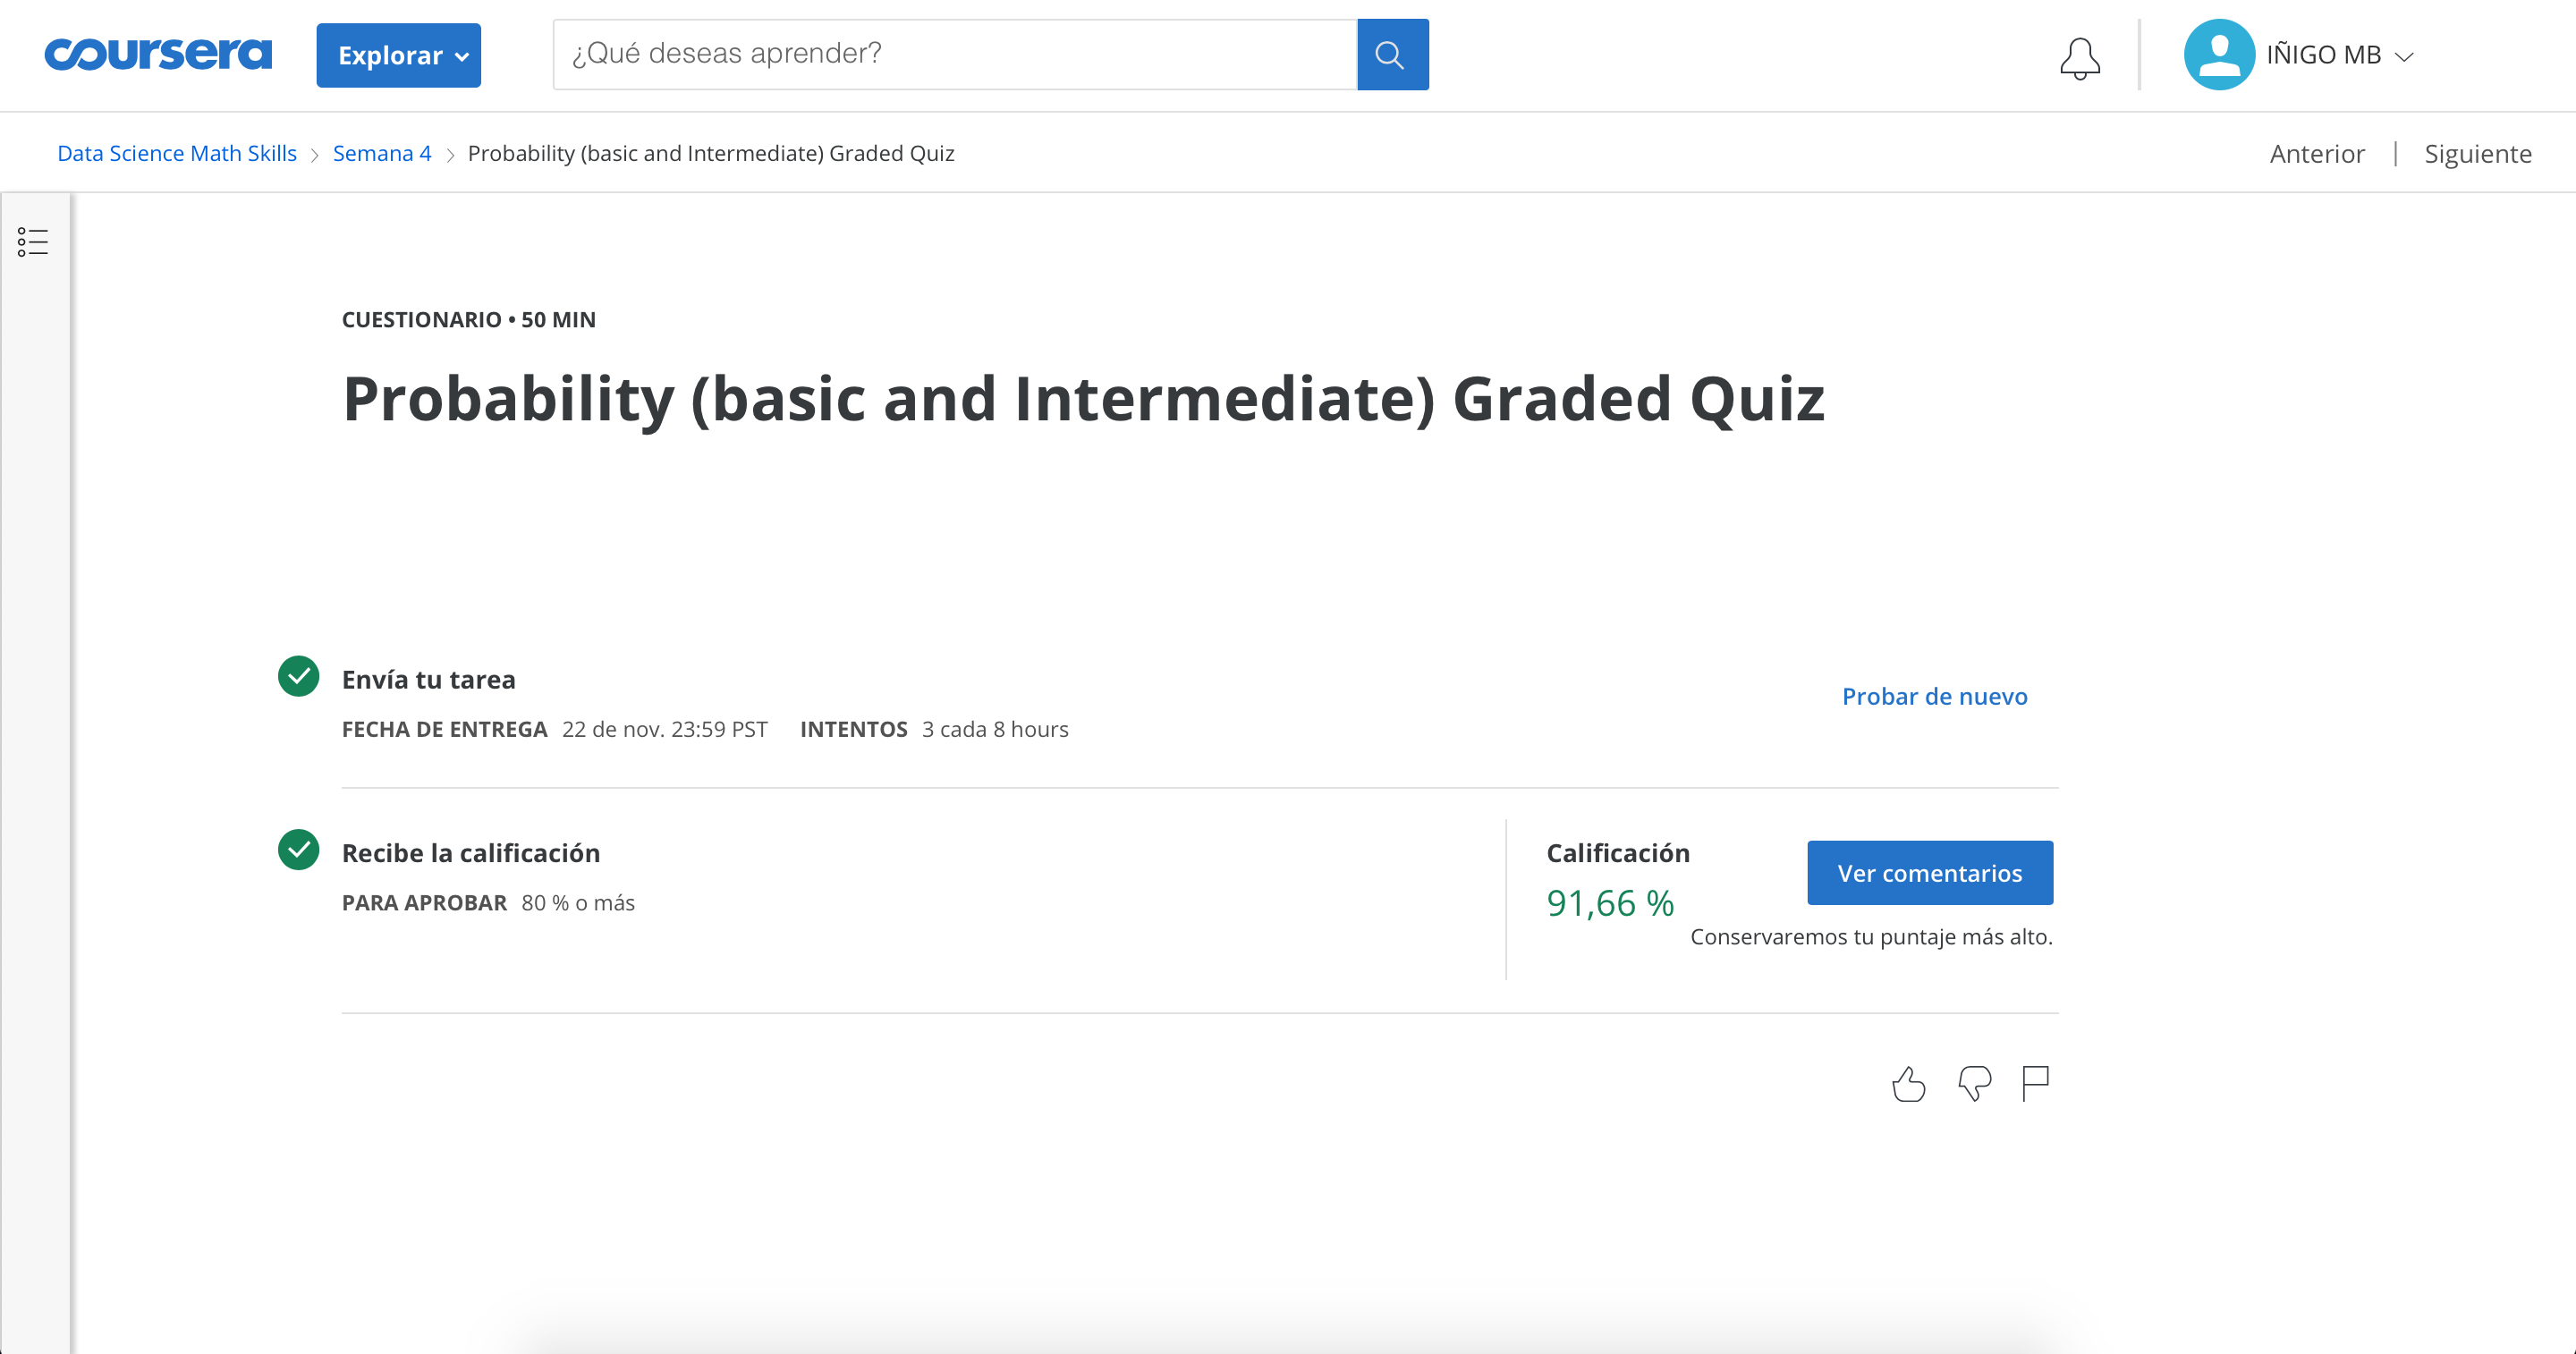 coursera Explorar ¿Qué deseas aprender? IÑIGO MB
Data Science Math Skills Semana 4 Probability (basic and Intermediate) Graded Quiz Anterior | Siguiente
CUESTIONARIO • 50 MIN
Probability (basic and Intermediate) Graded Quiz
Envía tu tarea
Probar de nuevo
FECHA DE ENTREGA 22 de nov. 23:59 PST INTENTOS 3 cada 8 hours
Recibe la calificación
PARA APROBAR 80 % o más
Calificación
91,66 %
Ver comentarios
Conservaremos tu puntaje más alto.